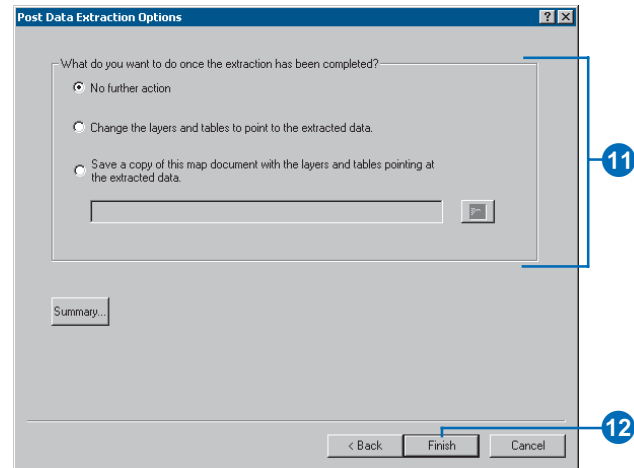 Post Data Extraction Options
What do you want to do once the extraction has been completed?
No further action
Change the layers and tables to point to the extracted data.
Save a copy of this map document with the layers and tables pointing at
the extracted data.
11
Summary...
12
< Back
Finish
Cancel